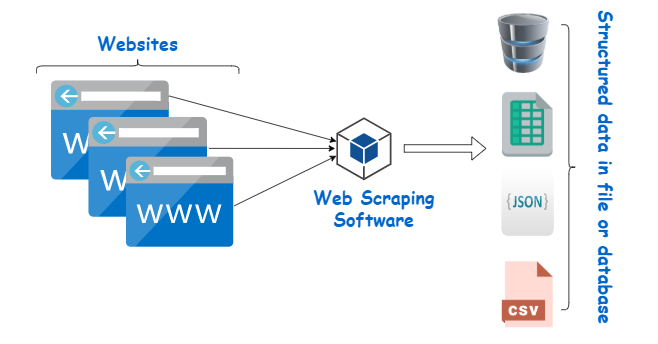 Websites
W
W
WWW
Web Scraping
Software
{JSON}
CSV
Structured data in file or database